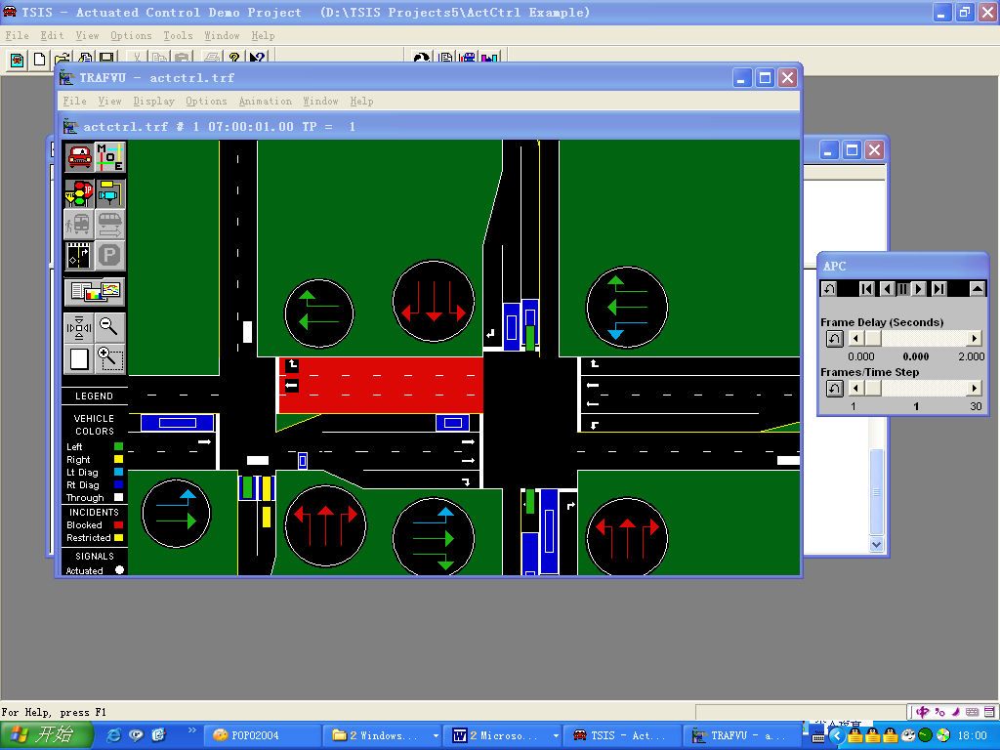 TSIS - Actuated Control Demo Project (D:\TSIS Projects5\ActCtrl Example)
File Edit View Options Tools Window Help
TRAFVU - actctrl.trf
File View Display Options Animation Window Help
actctrl.trf # 1 07:00:01.00 TP = 1
MOE
P
LEGEND
VEHICLE
COLORS
Left
Right
Lt Diag
Rt Diag
Through
INCIDENTS
Blocked
Restricted
SIGNALS
Actuated
APC
Frame Delay (Seconds)
0.000 0.000 2.000
Frames/Time Step
1 1 30
For Help, press F1
开始
POPO2004
2 Windows...
2 Microso...
TSIS - Act...
TRAFVU - a...
18:00